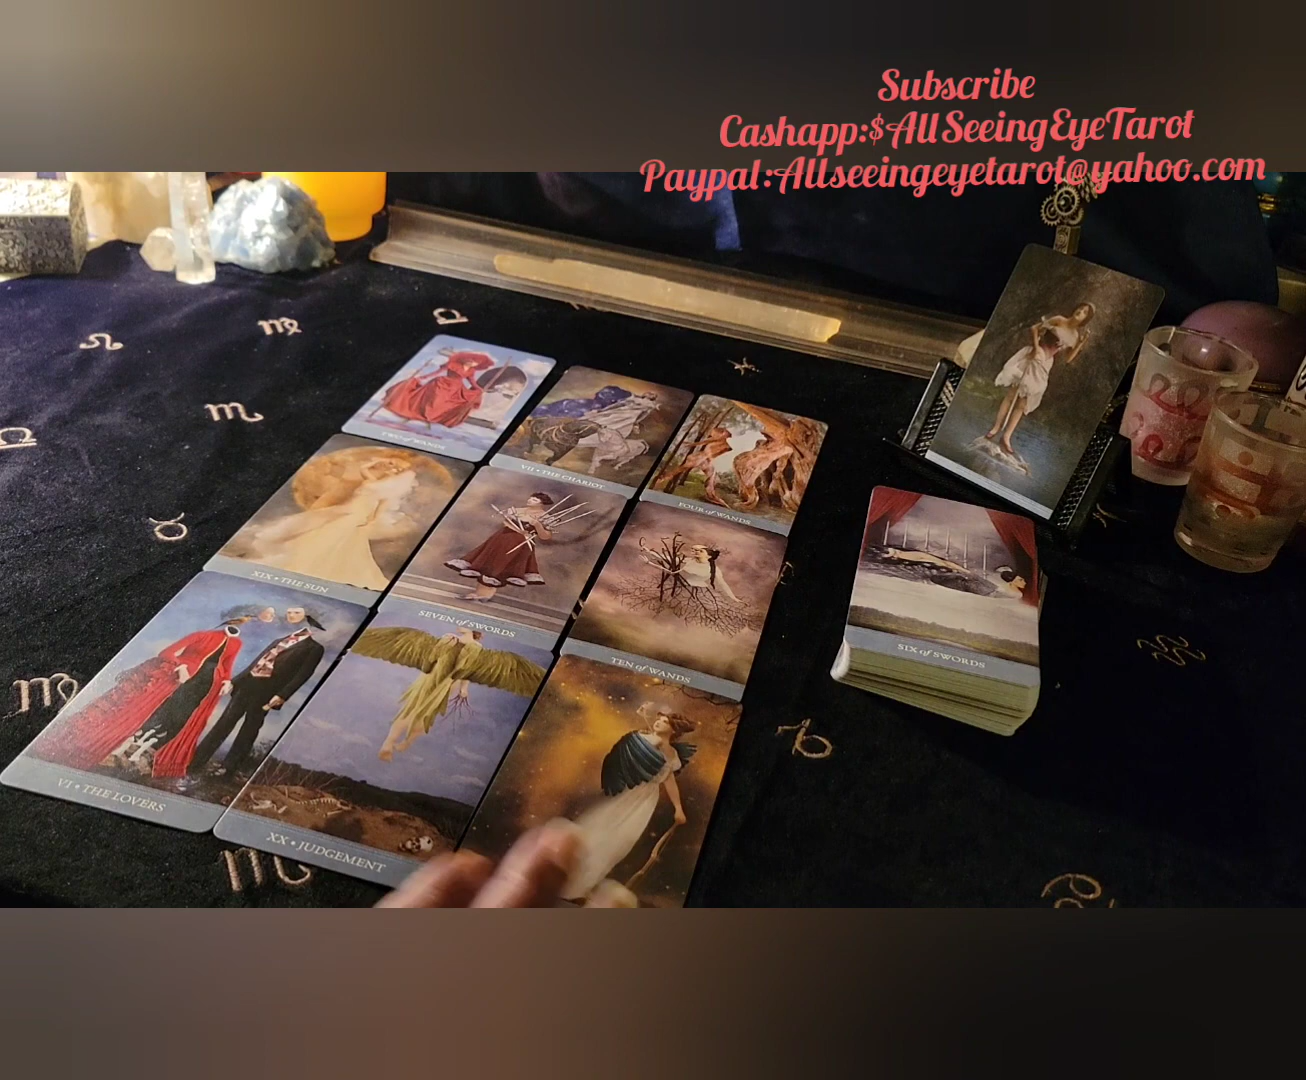 Subscribe
Cashapp:$AllSeeingEyeTarot
Paypal:Allseeingeyetarot@yahoo.com
TWO of WANDS
VII • THE CHARIOT
FOUR of WANDS
XIX • THE SUN
SEVEN of SWORDS
TEN of WANDS
SIX of SWORDS
VI • THE LOVERS
XX • JUDGEMENT